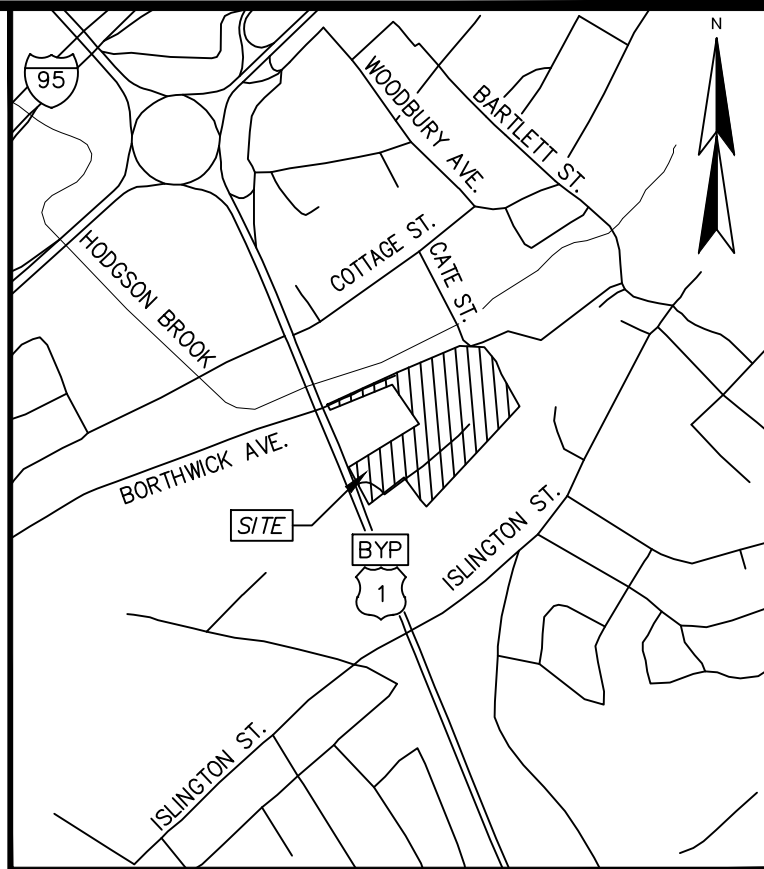 N
95
WOODBURY AVE.
BARTLETT ST.
HODGSON BROOK
COTTAGE ST.
CATE ST.
BORTHWICK AVE.
SITE
BYP
1
ISLINGTON ST.
ISLINGTON ST.